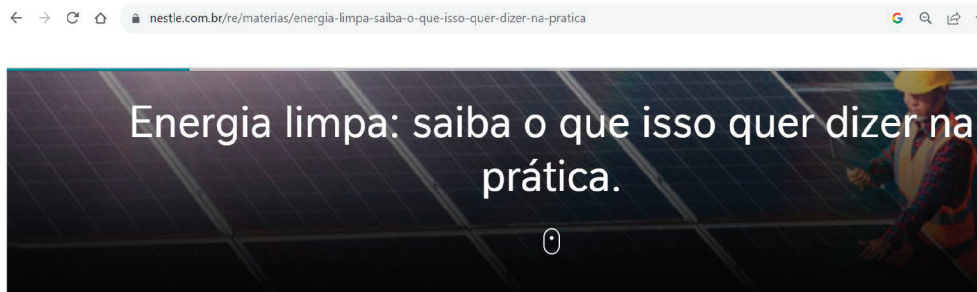 nestle.com.br/re/materias/energia-limpa-saiba-o-que-isso-quer-dizer-na-pratica
Energia limpa: saiba o que isso quer dizer na
prática.